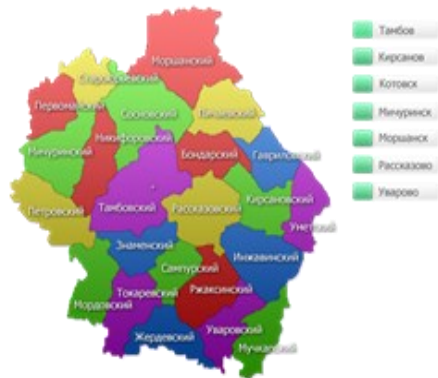 Моршанский
Староюрьевский
Первомайский
Сосновский
Пичаевский
Никифоровский
Мичуринский
Бондарский
Гавриловский
Петровский
Тамбовский
Рассказовский
Кирсановский
Уметский
Знаменский
Сампурский
Инжавинский
Мордовский
Токаревский
Ржаксинский
Жердевский
Уваровский
Мучкапский
Тамбов
Кирсанов
Котовск
Мичуринск
Моршанск
Рассказово
Уварово